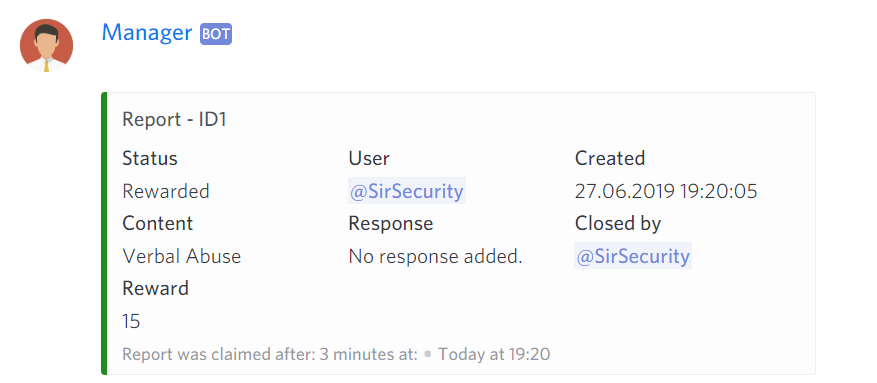 Manager BOT
Report - ID1
Status User Created
Rewarded @SirSecurity 27.06.2019 19:20:05
Content Response Closed by
Verbal Abuse No response added. @SirSecurity
Reward
15
Report was claimed after: 3 minutes at: ▪ Today at 19:20